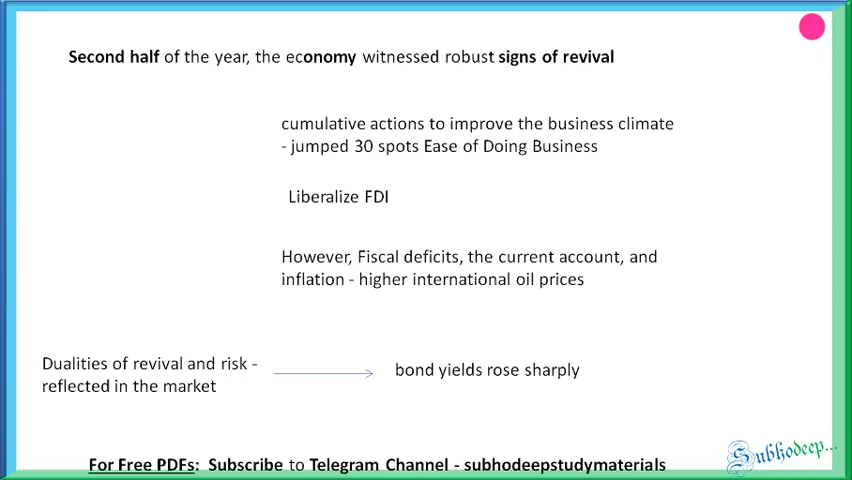 Second half of the year, the economy witnessed robust signs of revival
cumulative actions to improve the business climate
- jumped 30 spots Ease of Doing Business
Liberalize FDI
However, Fiscal deficits, the current account, and
inflation - higher international oil prices
Dualities of revival and risk -
reflected in the market
bond yields rose sharply
For Free PDFs: Subscribe to Telegram Channel - subhodeepstudymaterials
Subhodeep...